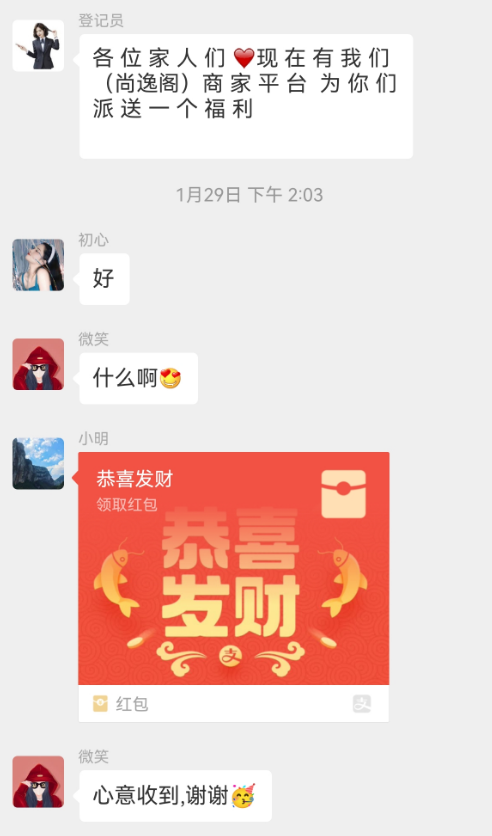 登记员
各位家人们❤️现在有我们
（尚逸阁）商家平台 为你们
派送一个福利
1月29日 下午 2:03
初心
好
微笑
什么啊😍
小明
恭喜发财
领取红包
恭喜
发财
支
红包
支
微笑
心意收到,谢谢🥳